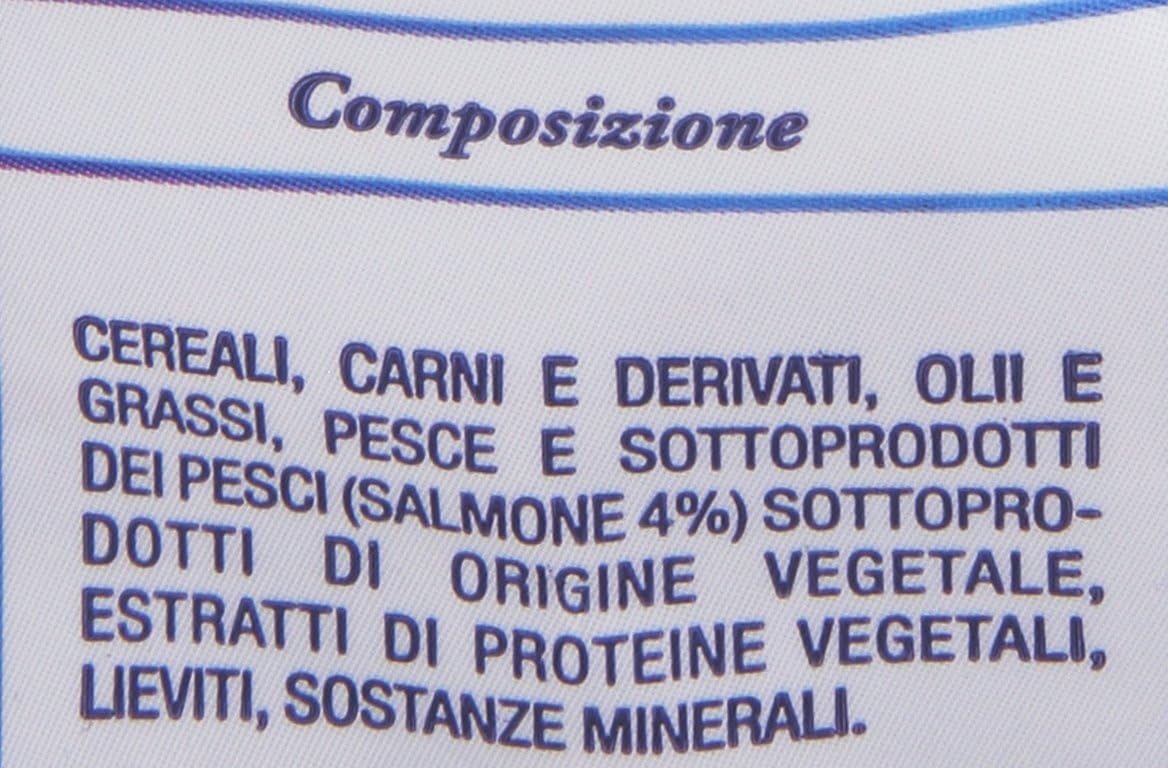 Composizione
CEREALI, CARNI E DERIVATI, OLII E
GRASSI, PESCE E SOTTOPRODOTTI
DEI PESCI (SALMONE 4%) SOTTOPRO-
DOTTI DI ORIGINE VEGETALE,
ESTRATTI DI PROTEINE VEGETALI,
LIEVITI, SOSTANZE MINERALI.